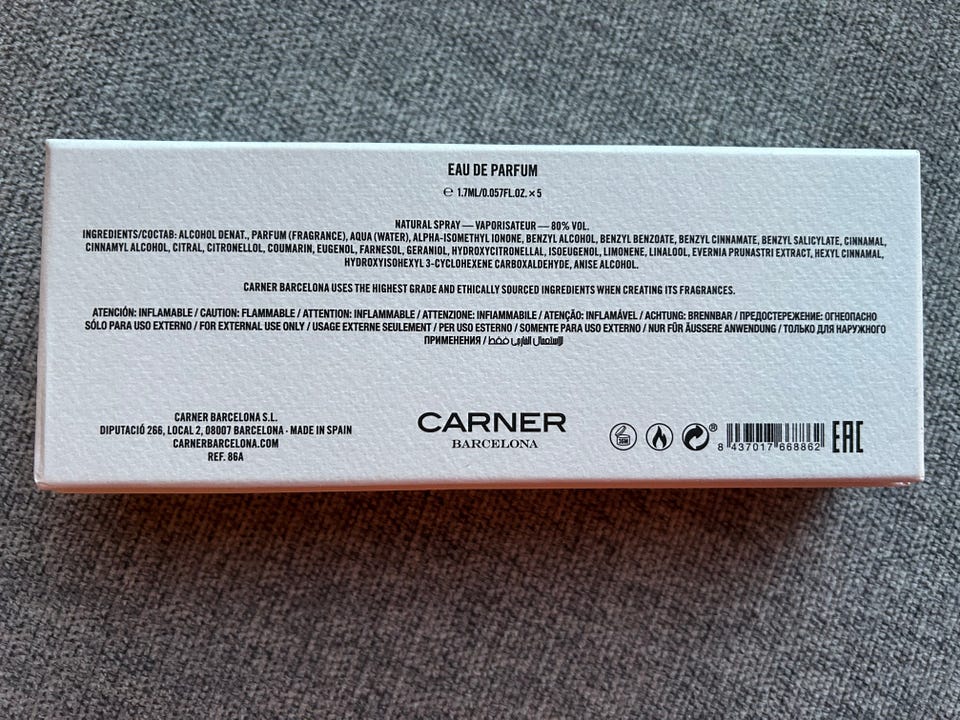 EAU DE PARFUM
℮ 1.7ML/0.057FL.OZ. × 5
NATURAL SPRAY — VAPORISATEUR — 80% VOL.
INGREDIENTS/COCTAB: ALCOHOL DENAT., PARFUM (FRAGRANCE), AQUA (WATER), ALPHA-ISOMETHYL IONONE, BENZYL ALCOHOL, BENZYL BENZOATE, BENZYL CINNAMATE, BENZYL SALICYLATE, CINNAMAL,
CINNAMYL ALCOHOL, CITRAL, CITRONELLOL, COUMARIN, EUGENOL, FARNESOL, GERANIOL, HYDROXYCITRONELLAL, ISOEUGENOL, LIMONENE, LINALOOL, EVERNIA PRUNASTRI EXTRACT, HEXYL CINNAMAL,
HYDROXYISOHEXYL 3-CYCLOHEXENE CARBOXALDEHYDE, ANISE ALCOHOL.
CARNER BARCELONA USES THE HIGHEST GRADE AND ETHICALLY SOURCED INGREDIENTS WHEN CREATING ITS FRAGRANCES.
ATENCIÓN: INFLAMABLE / CAUTION: FLAMMABLE / ATTENTION: INFLAMMABLE / ATTENZIONE: INFIAMMABILE / ATENÇÃO: INFLAMÁVEL / ACHTUNG: BRENNBAR / ПРЕДОСТЕРЕЖЕНИЕ: ОГНЕОПАСНО
SÓLO PARA USO EXTERNO / FOR EXTERNAL USE ONLY / USAGE EXTERNE SEULEMENT / PER USO ESTERNO / SOMENTE PARA USO EXTERNO / NUR FÜR ÄUSSERE ANWENDUNG / ТОЛЬКО ДЛЯ НАРУЖНОГО
ПРИМЕНЕНИЯ / فقط
CARNER BARCELONA S.L.
DIPUTACIÓ 266, LOCAL 2, 08007 BARCELONA · MADE IN SPAIN
CARNERBARCELONA.COM
REF. 86A
CARNER
BARCELONA
36M
®
8 437017 668862
EAC